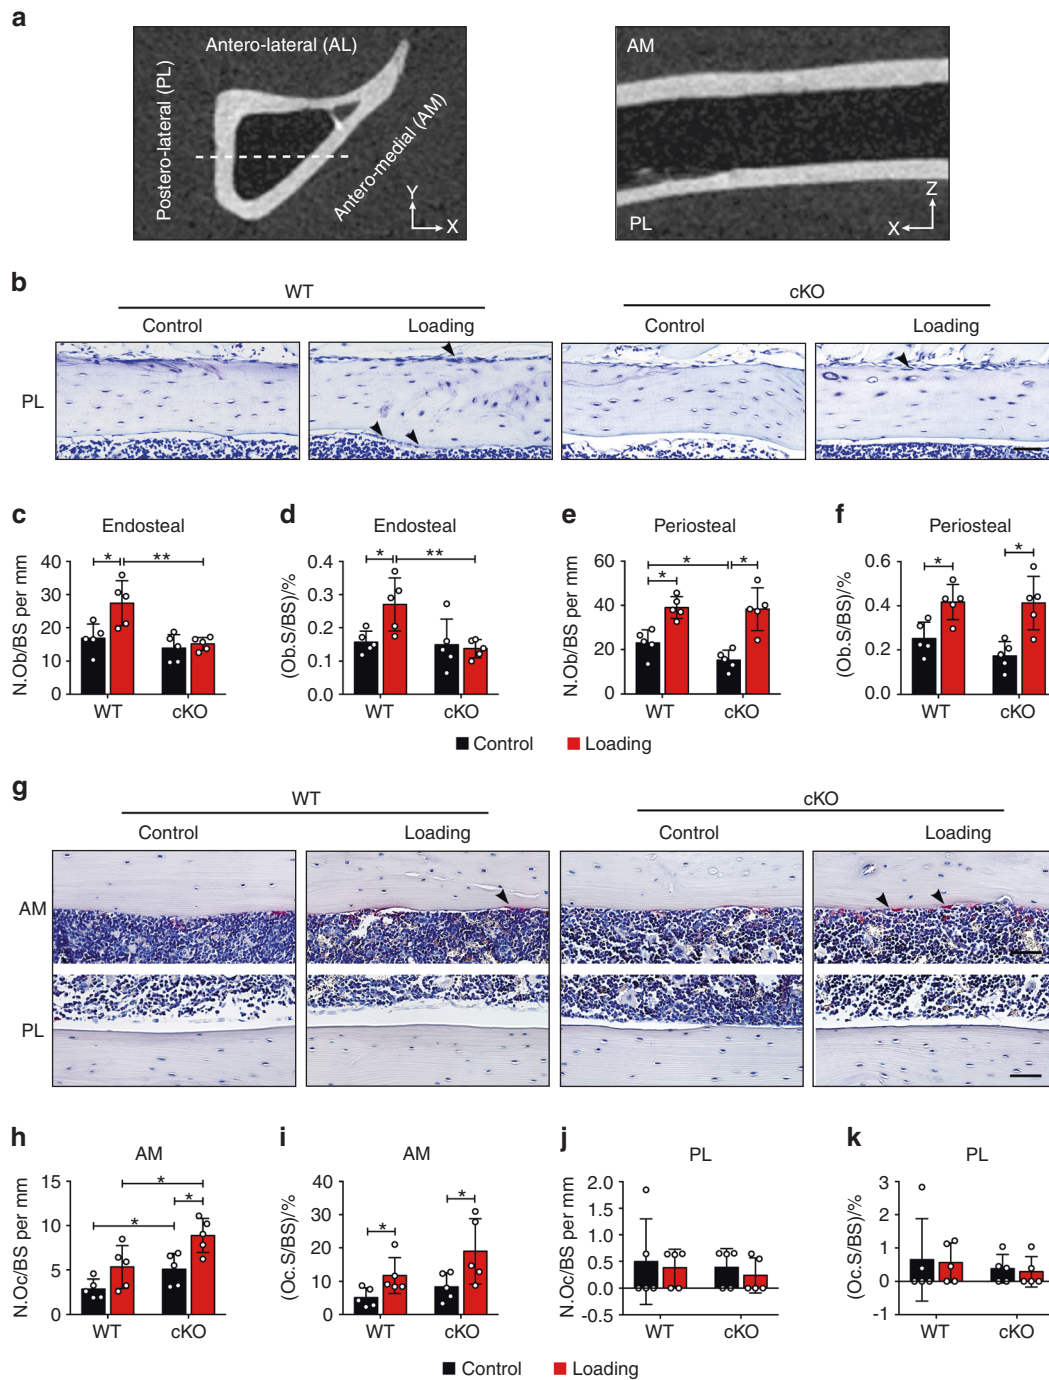 a
Antero-lateral (AL)
Postero-lateral (PL)
Antero-medial (AM)
Y
X
AM
PL
Z
X
b
WT
cKO
Control
Loading
Control
Loading
PL
c
Endosteal
N.Ob/BS per mm
40
30
20
10
0
*
**
WT
cKO
d
Endosteal
(Ob.S/BS)/%
0.4
0.3
0.2
0.1
0.0
*
**
WT
cKO
e
Periosteal
N.Ob/BS per mm
60
40
20
0
*
*
*
WT
cKO
f
Periosteal
(Ob.S/BS)/%
0.6
0.4
0.2
0.0
*
*
WT
cKO
Control
Loading
g
WT
cKO
Control
Loading
Control
Loading
AM
PL
h
AM
N.Oc/BS per mm
15
10
5
0
*
*
*
WT
cKO
i
AM
(Oc.S/BS)/%
40
30
20
10
0
*
*
WT
cKO
j
PL
N.Oc/BS per mm
2.0
1.5
1.0
0.5
0.0
-0.5
WT
cKO
k
PL
(Oc.S/BS)/%
3
2
1
0
-1
WT
cKO
Control
Loading